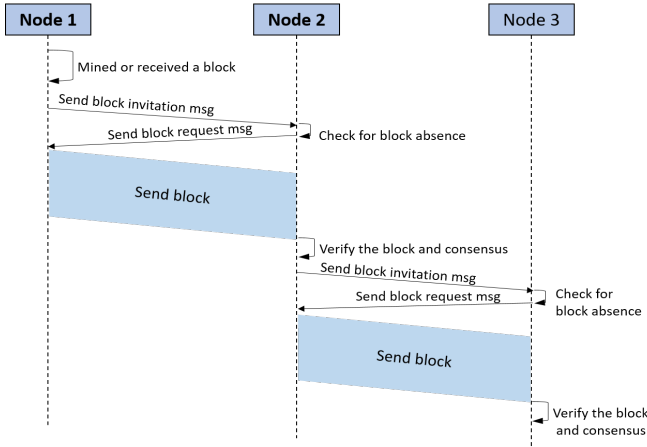 Node 1
Node 2
Node 3
Mined or received a block
Send block invitation msg
Send block request msg
Check for block absence
Send block
Verify the block and consensus
Send block invitation msg
Send block request msg
Check for
block absence
Send block
Verify the block
and consensus